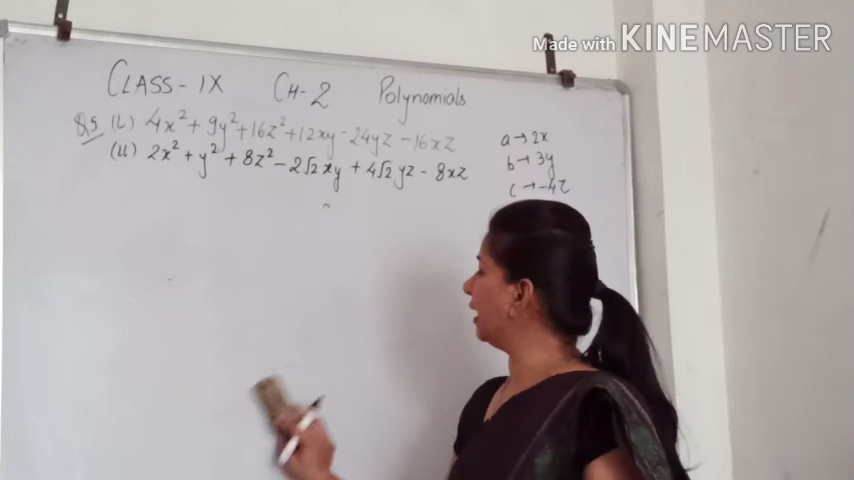 Made with KINEMASTER
CLASS-IX CH-2 Polynomials
Q5 (i) 4x² + 9y² + 16z² + 12xy - 24yz - 16xz
(ii) 2x² + y² + 8z² - 2√2 xy + 4√2 yz - 8xz
a → 2x
b → 3y
c → -4z